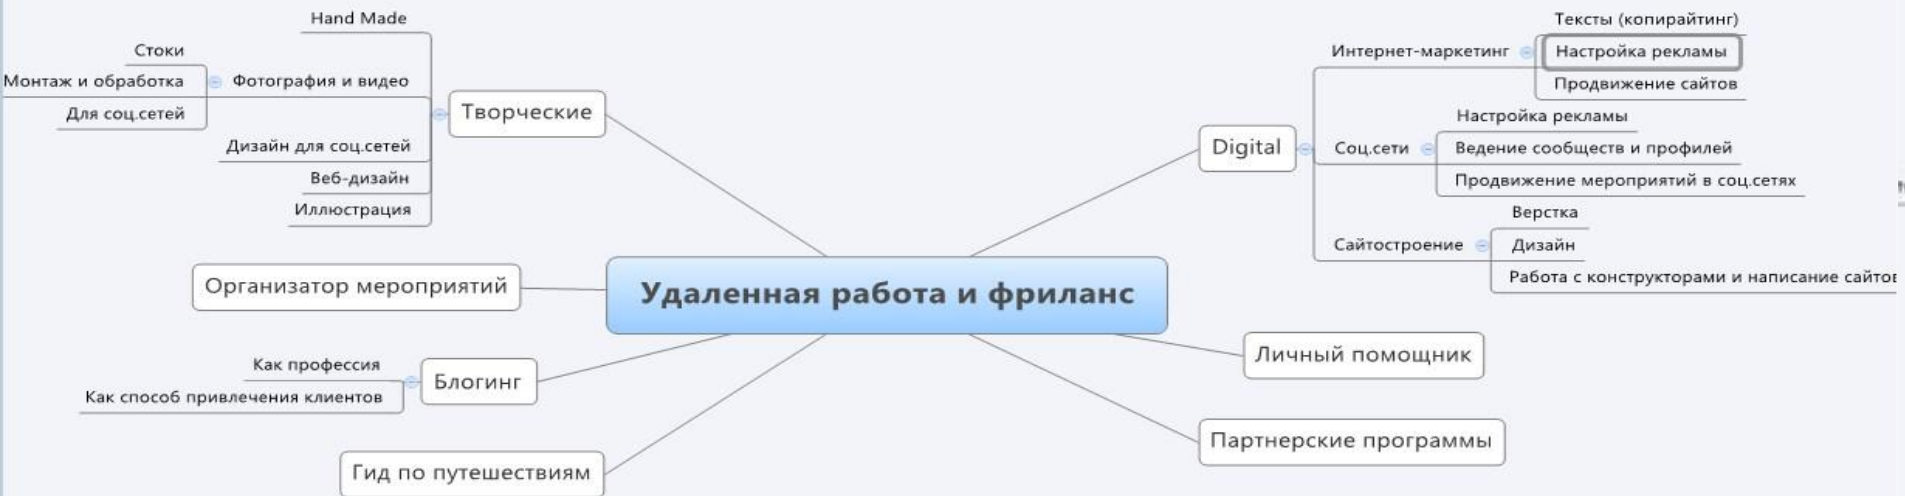 Hand Made
Стоки
Монтаж и обработка
Фотография и видео
Для соц.сетей
Творческие
Дизайн для соц.сетей
Веб-дизайн
Иллюстрация
Организатор мероприятий
Как профессия
Блогинг
Как способ привлечения клиентов
Гид по путешествиям
Удаленная работа и фриланс
Тексты (копирайтинг)
Интернет-маркетинг
Настройка рекламы
Продвижение сайтов
Digital
Настройка рекламы
Соц.сети
Ведение сообществ и профилей
Продвижение мероприятий в соц.сетях
Верстка
Сайтостроение
Дизайн
Работа с конструкторами и написание сайтов
Личный помощник
Партнерские программы